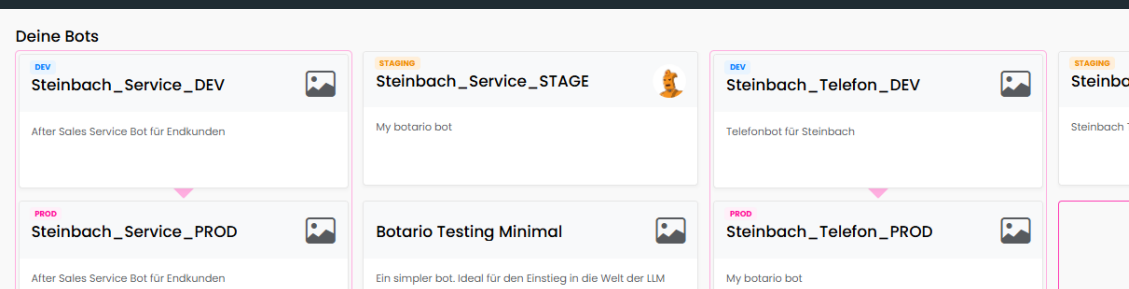 Deine Bots
DEV
Steinbach_Service_DEV
After Sales Service Bot für Endkunden
STAGING
Steinbach_Service_STAGE
My botario bot
DEV
Steinbach_Telefon_DEV
Telefonbot für Steinbach
STAGING
Steinba
Steinbach T
PROD
Steinbach_Service_PROD
After Sales Service Bot für Endkunden
Botario Testing Minimal
Ein simpler bot. Ideal für den Einstieg in die Welt der LLM
PROD
Steinbach_Telefon_PROD
My botario bot